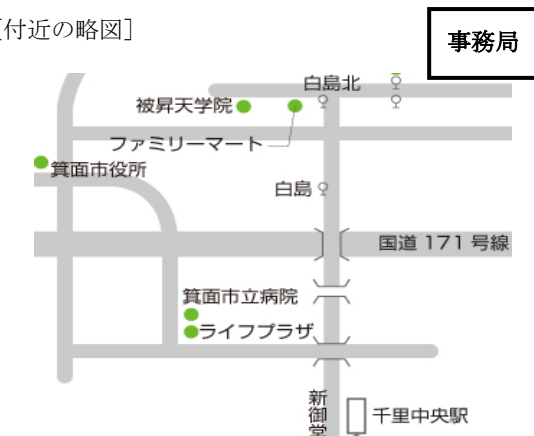 [付近の略図]
事務局
白島北
被昇天学院
ファミリーマート
箕面市役所
白島
国道 171 号線
箕面市立病院
ライフプラザ
新御堂
千里中央駅